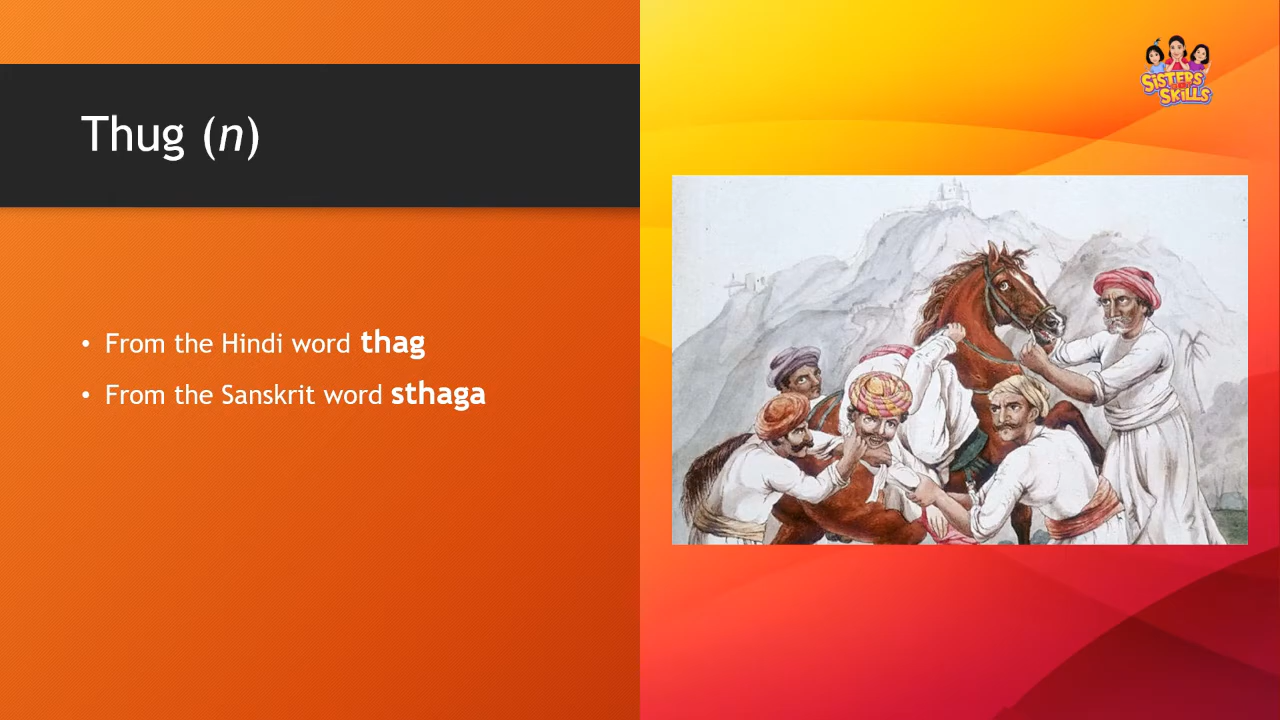 Thug (n)
• From the Hindi word thag
• From the Sanskrit word sthaga
SISTERS
SKILLS